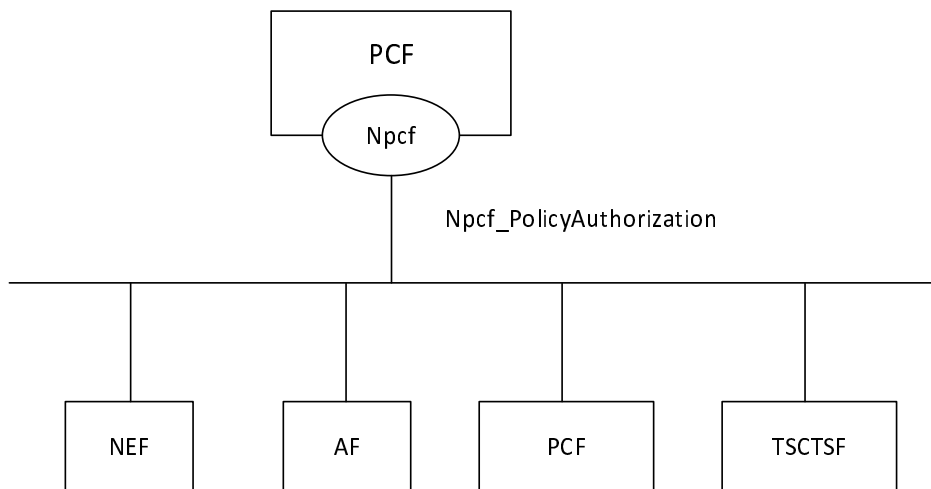 PCF
Npcf
Npcf_PolicyAuthorization
NEF
AF
PCF
TSCTSF